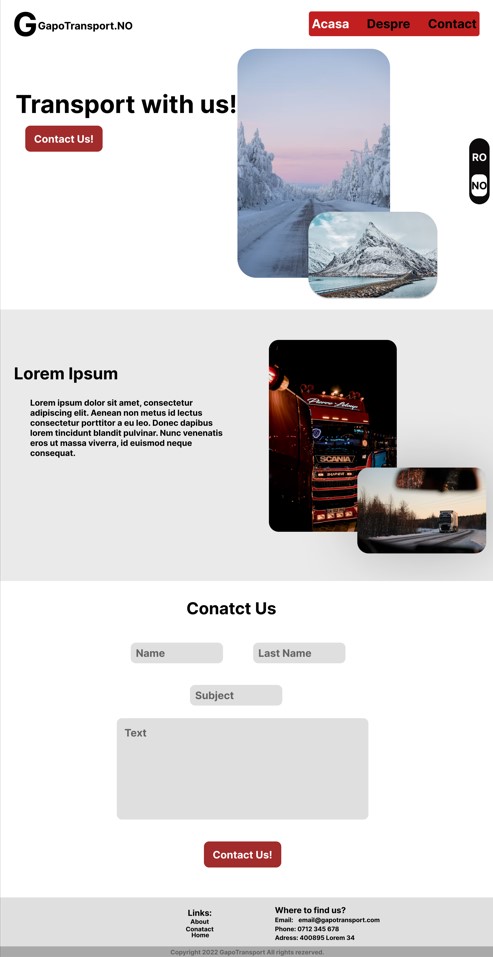 GGapoTransport.NO
Acasa Despre Contact
Transport with us!
Contact Us!
RO
NO
Lorem Ipsum
Lorem ipsum dolor sit amet, consectetur
adipiscing elit. Aenean non metus id lectus
consectetur porttitor a eu leo. Donec dapibus
lorem tincidunt blandit pulvinar. Nunc venenatis
eros ut massa viverra, id euismod neque
consequat.
SCANIA
SUPER
Conatct Us
Name Last Name
Subject
Text
Contact Us!
Links:
About
Conatact
Home
Where to find us?
Email: email@gapotransport.com
Phone: 0712 345 678
Adress: 400895 Lorem 34
Copyright 2022 GapoTransport All rights reserved.